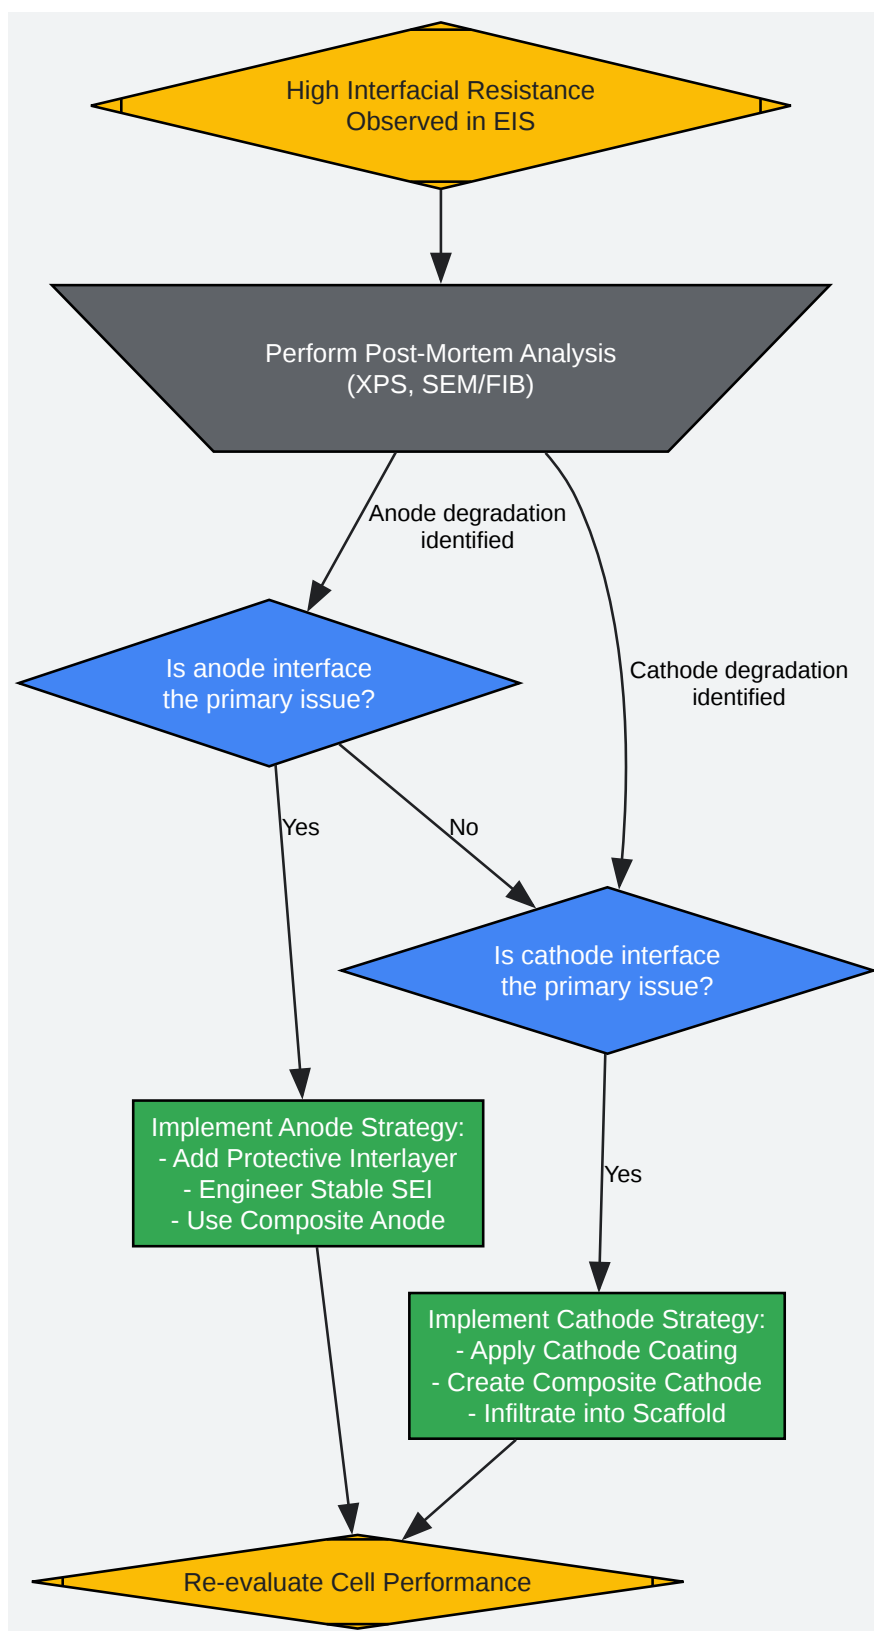 High Interfacial Resistance
Observed in EIS
Perform Post-Mortem Analysis
(XPS, SEM/FIB)
Anode degradation
identified
Is anode interface
the primary issue?
Cathode degradation
identified
Yes
No
Is cathode interface
the primary issue?
Implement Anode Strategy:
- Add Protective Interlayer
- Engineer Stable SEI
- Use Composite Anode
Yes
Implement Cathode Strategy:
- Apply Cathode Coating
- Create Composite Cathode
- Infiltrate into Scaffold
Re-evaluate Cell Performance